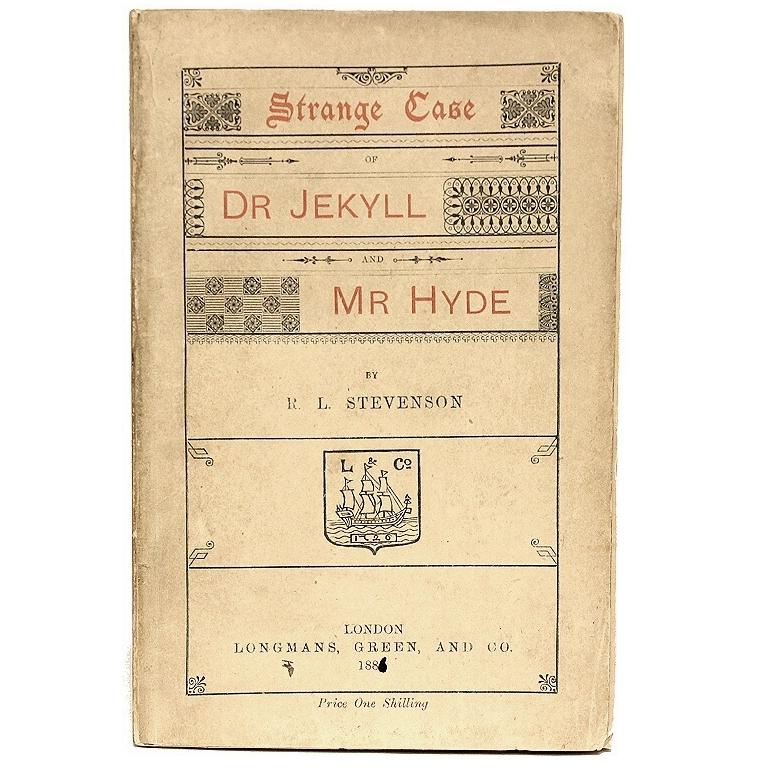 Strange Case
OF
DR JEKYLL
AND
MR HYDE
BY
R. L. STEVENSON
L & Co
LONDON
LONGMANS, GREEN, AND CO.
1886
Price One Shilling